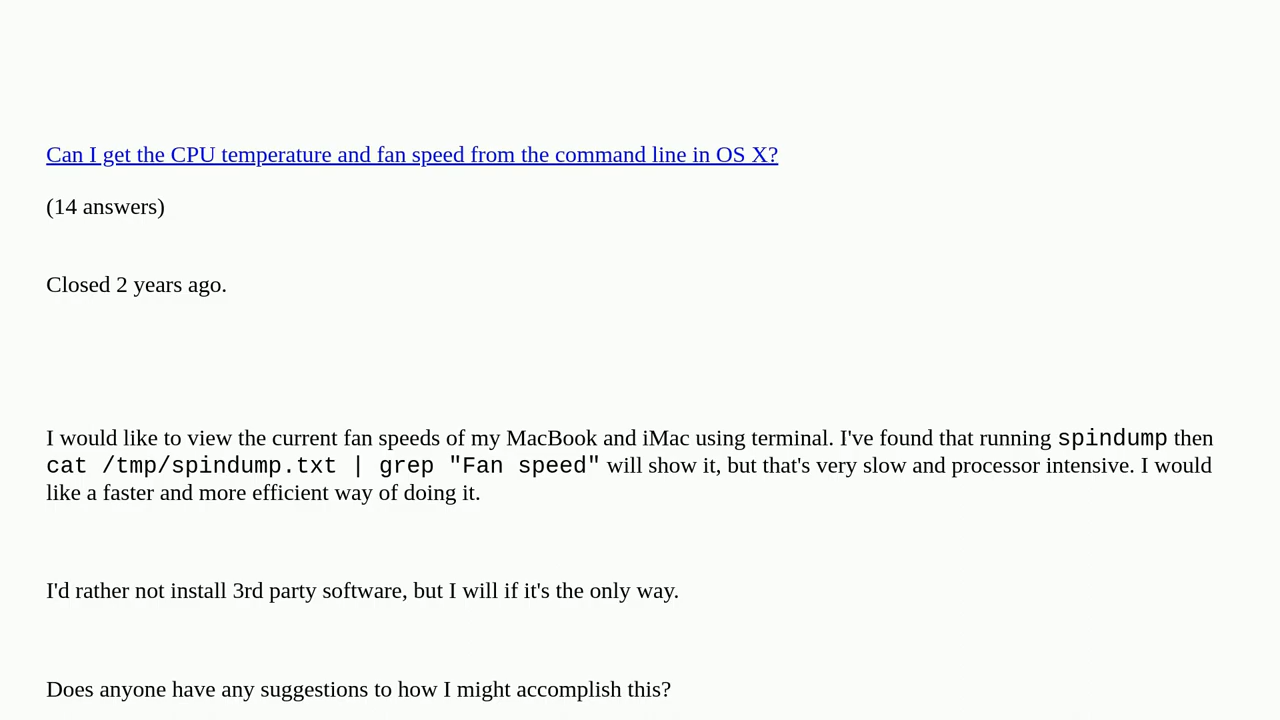 Can I get the CPU temperature and fan speed from the command line in OS X?
(14 answers)
Closed 2 years ago.
I would like to view the current fan speeds of my MacBook and iMac using terminal. I've found that running spindump then
cat /tmp/spindump.txt | grep "Fan speed" will show it, but that's very slow and processor intensive. I would
like a faster and more efficient way of doing it.
I'd rather not install 3rd party software, but I will if it's the only way.
Does anyone have any suggestions to how I might accomplish this?